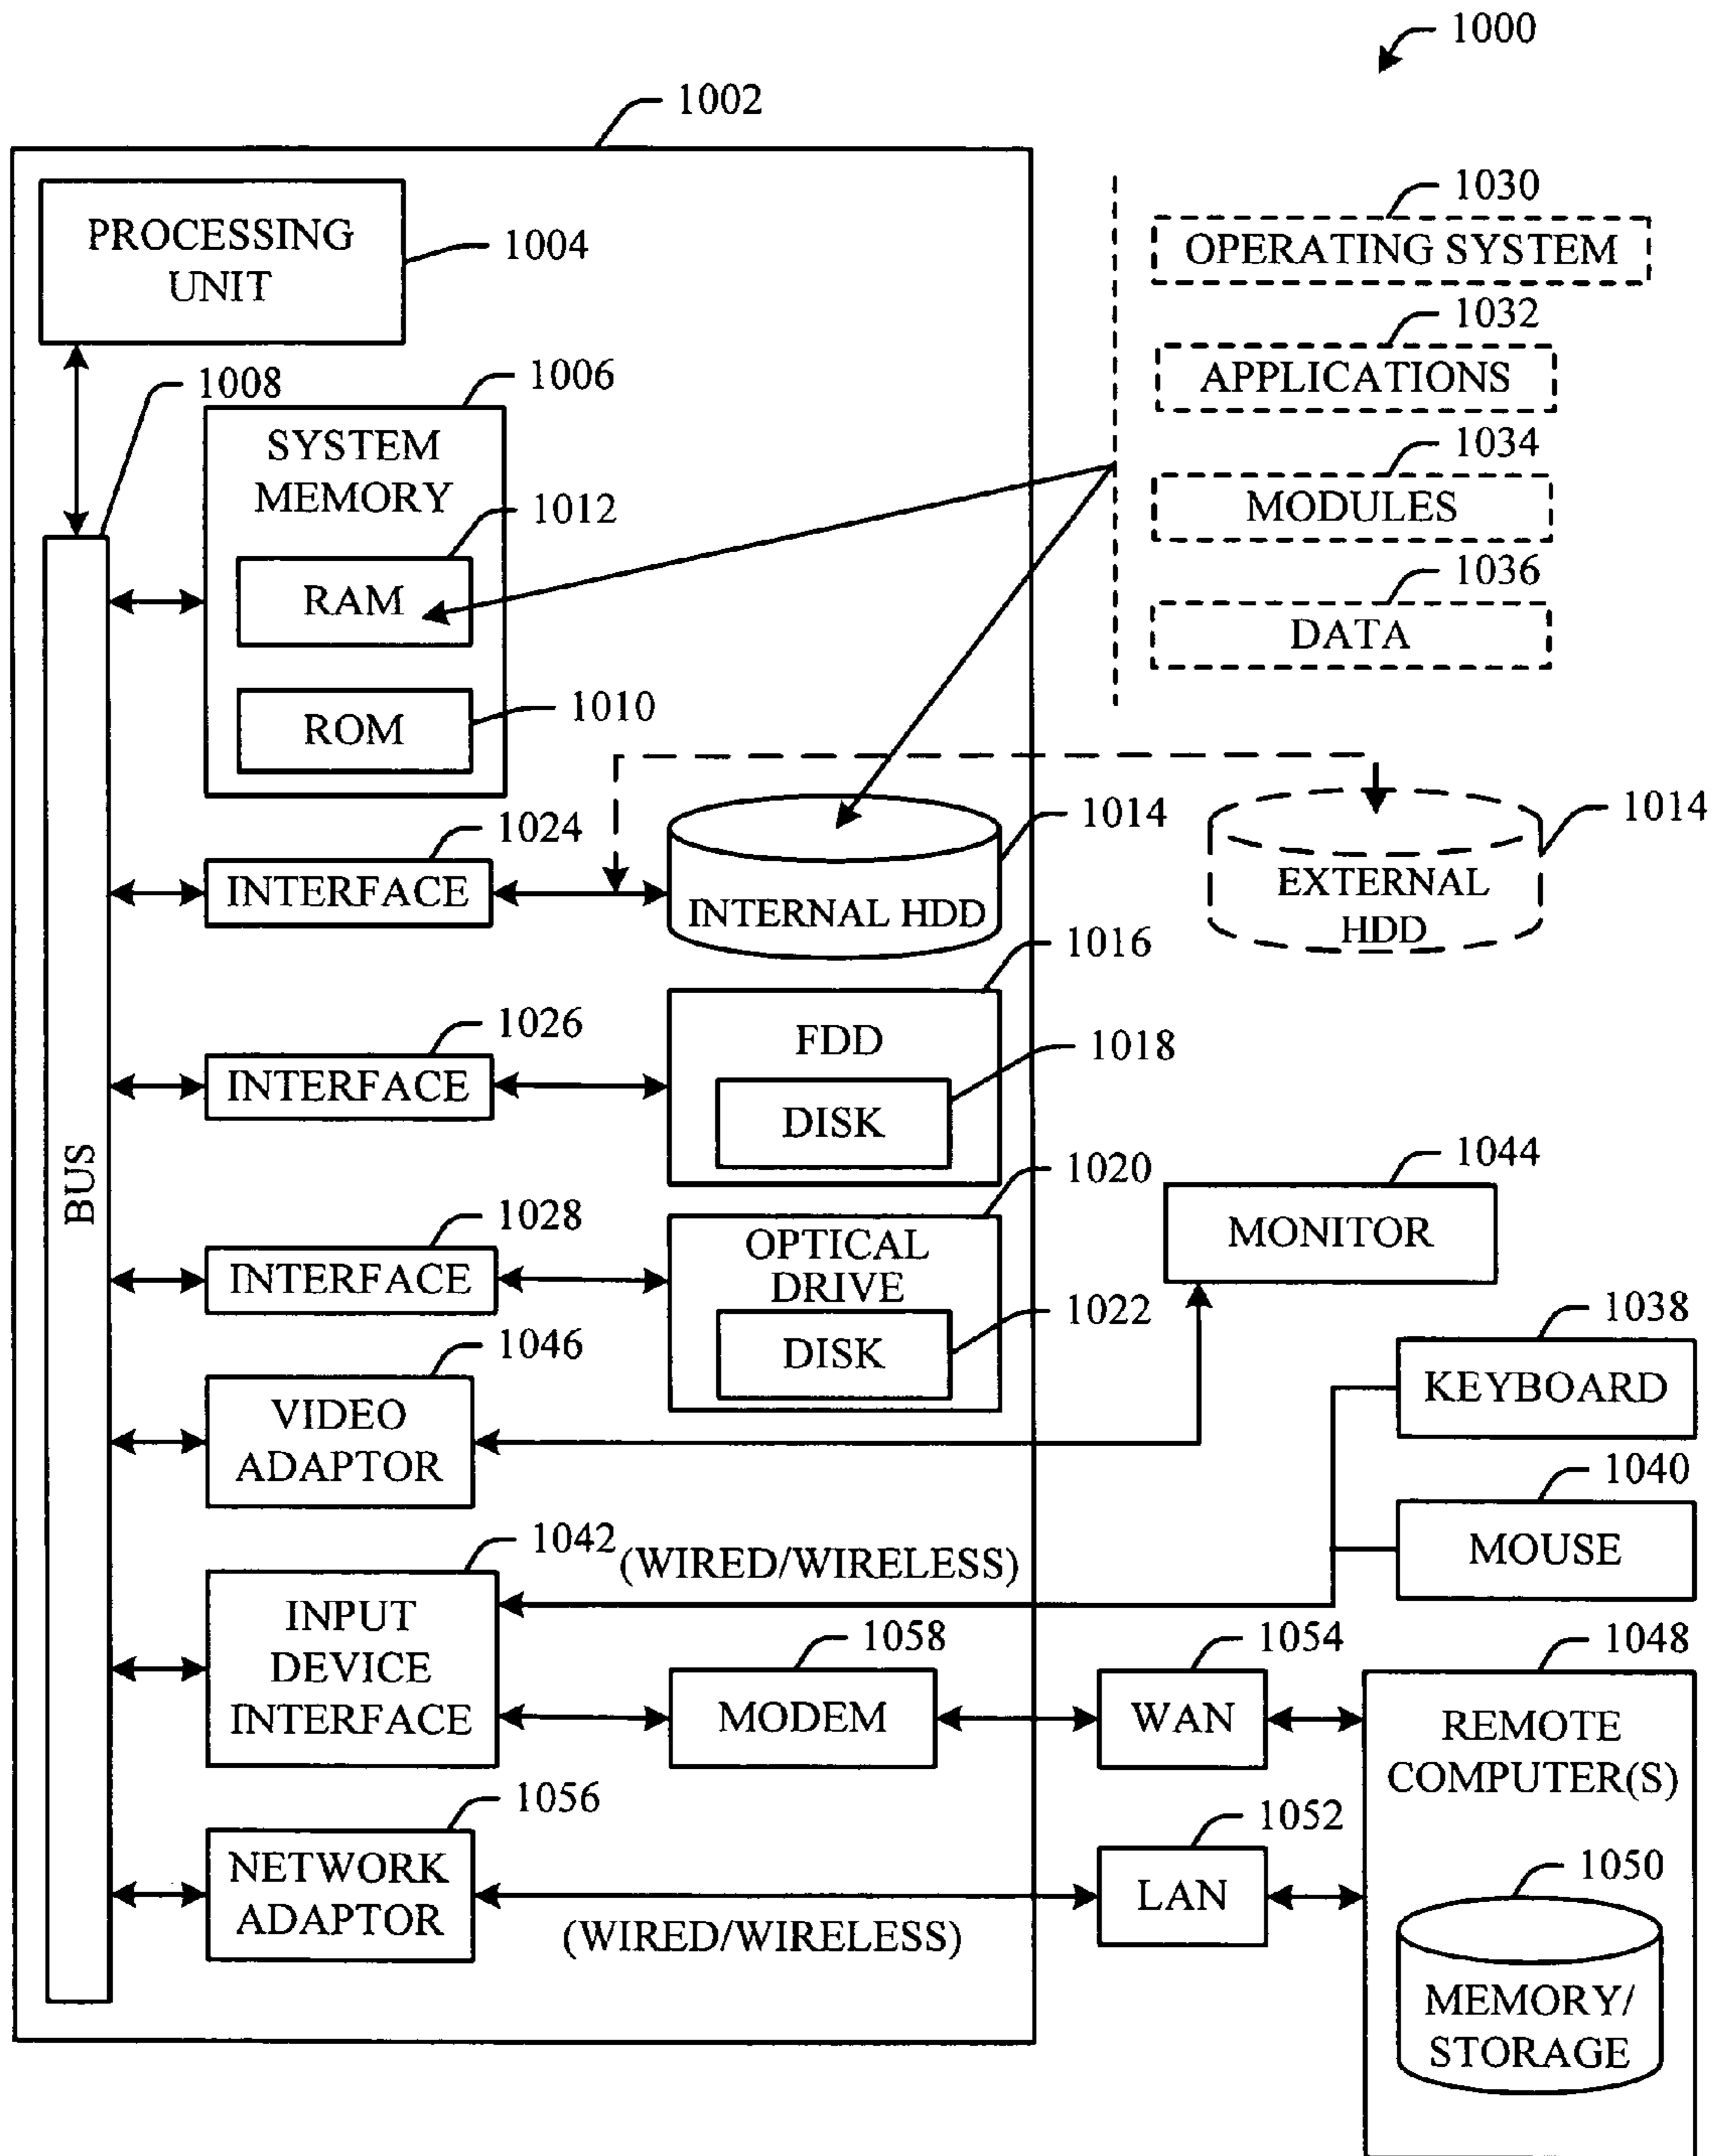 1000
1002
PROCESSING
UNIT
1004
1030
OPERATING SYSTEM
1032
APPLICATIONS
1034
MODULES
1036
DATA
1008
1006
SYSTEM
MEMORY
1012
RAM
1010
ROM
1024
INTERFACE
1014
INTERNAL HDD
1014
EXTERNAL
HDD
1026
INTERFACE
1016
FDD
1018
DISK
BUS
1028
INTERFACE
1020
OPTICAL
DRIVE
1022
DISK
1044
MONITOR
1046
VIDEO
ADAPTOR
1038
KEYBOARD
1040
MOUSE
1042
(WIRED/WIRELESS)
INPUT
DEVICE
INTERFACE
1058
MODEM
1054
WAN
1048
REMOTE
COMPUTER(S)
1056
NETWORK
ADAPTOR
(WIRED/WIRELESS)
1052
LAN
1050
MEMORY/
STORAGE